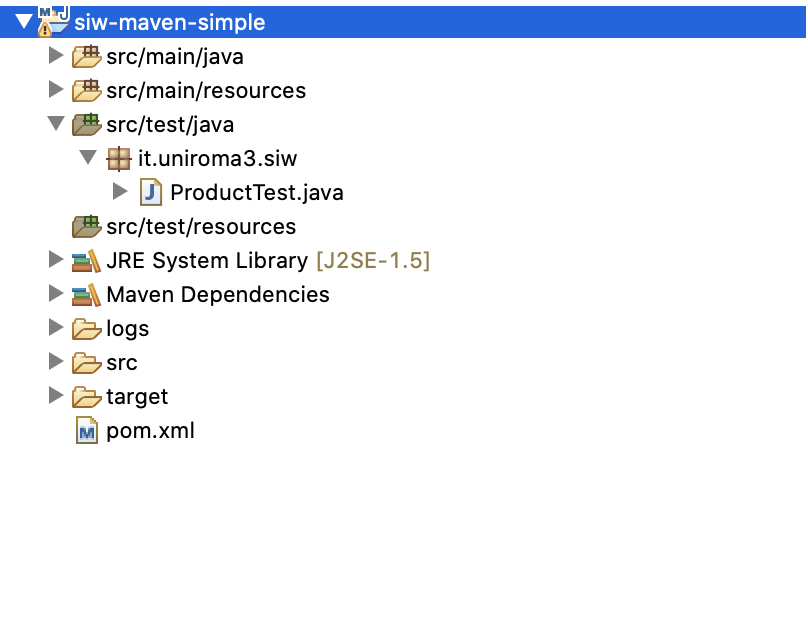 siw-maven-simple
src/main/java
src/main/resources
src/test/java
it.uniroma3.siw
ProductTest.java
src/test/resources
JRE System Library [J2SE-1.5]
Maven Dependencies
logs
src
target
pom.xml